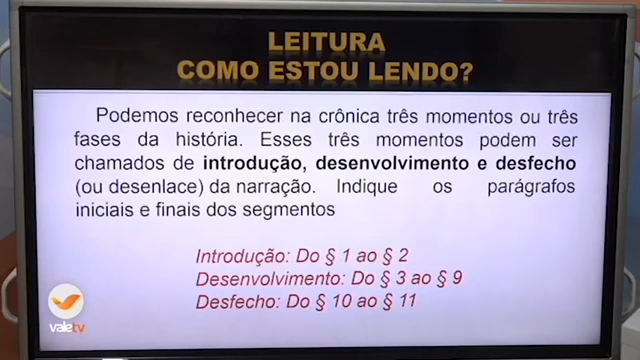 LEITURA
COMO ESTOU LENDO?
Podemos reconhecer na crônica três momentos ou três
fases da história. Esses três momentos podem ser
chamados de introdução, desenvolvimento e desfecho
(ou desenlace) da narração. Indique os parágrafos
iniciais e finais dos segmentos
Introdução: Do § 1 ao § 2
Desenvolvimento: Do § 3 ao § 9
Desfecho: Do § 10 ao § 11
valetv